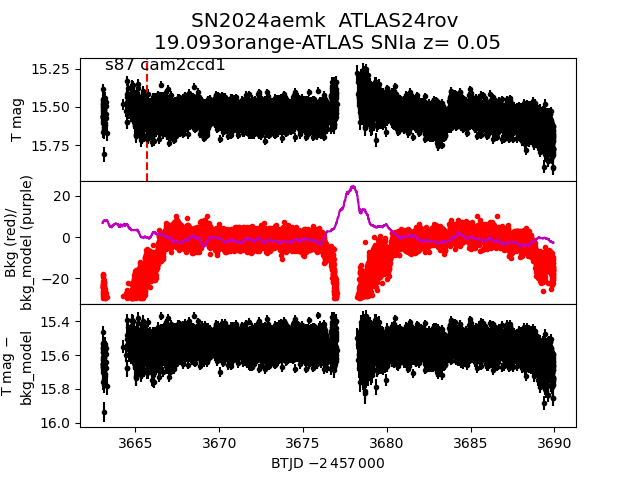 SN2024aemk  ATLAS24rov
19.093orange-ATLAS SNIa z= 0.05
s87 cam2ccd1
T mag
15.25
15.50
15.75
Bkg (red)/
bkg_model (purple)
20
0
−20
T mag −
bkg_model
15.4
15.6
15.8
16.0
3665
3670
3675
3680
3685
3690
BTJD −2 457 000